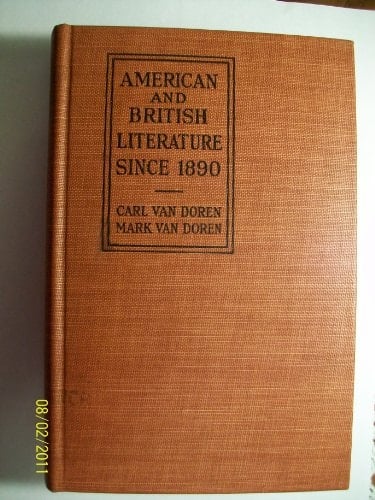 AMERICAN
AND
BRITISH
LITERATURE
SINCE 1890
CARL VAN DOREN
MARK VAN DOREN
08/02/2011